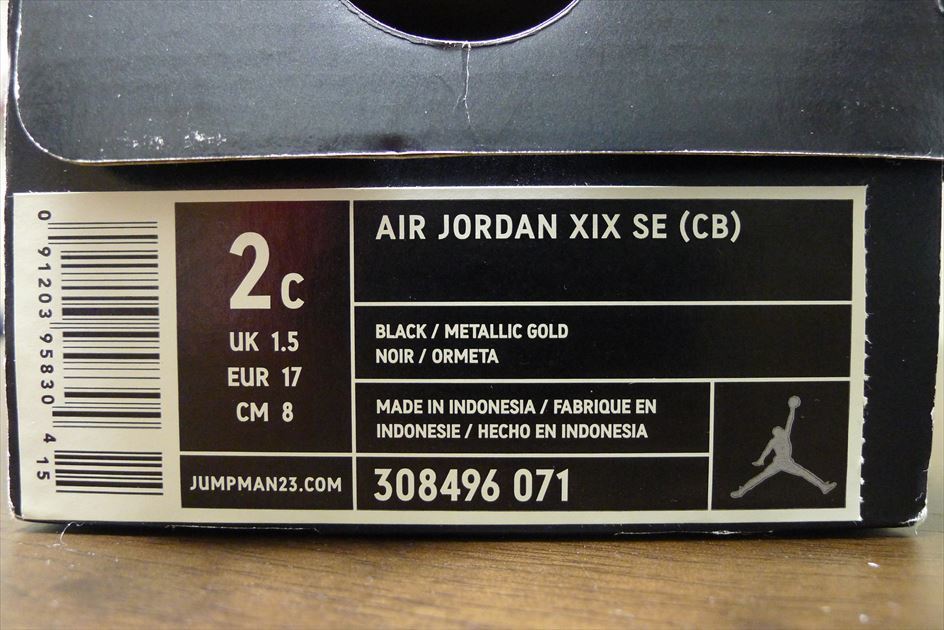 0 91203 95830 4 15
2C
UK 1.5
EUR 17
CM 8
JUMPMAN23.COM
AIR JORDAN XIX SE (CB)
BLACK / METALLIC GOLD
NOIR / ORMETA
MADE IN INDONESIA / FABRIQUE EN
INDONESIE / HECHO EN INDONESIA
308496 071